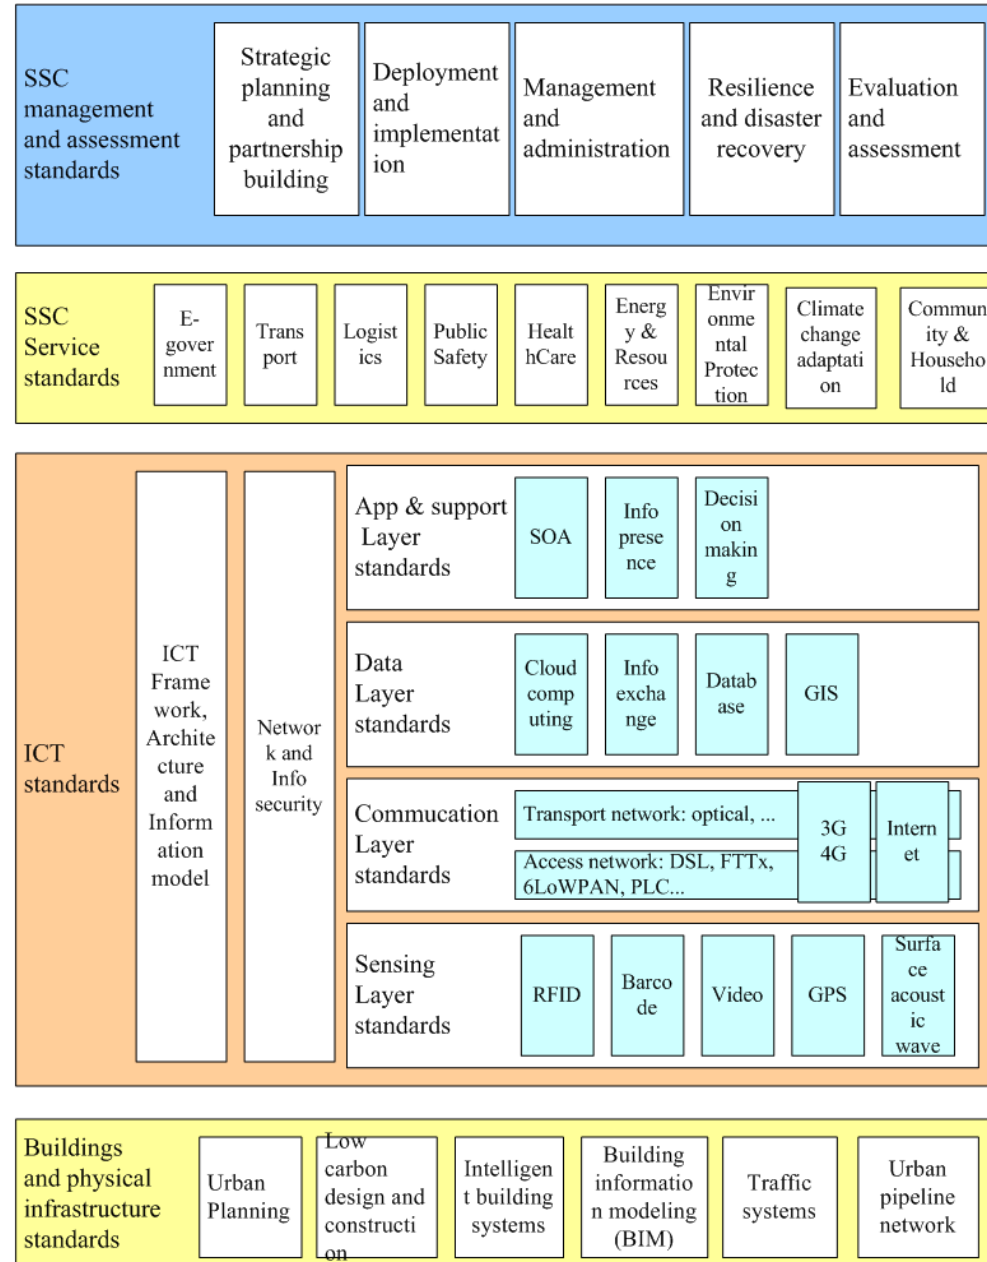 SSC
management
and assessment
standards
Strategic
planning
and
partnership
building
Deployment
and
implementat
ion
Management
and
administration
Resilience
and disaster
recovery
Evaluation
and
assessment
SSC
Service
standards
E-
gover
nment
Trans
port
Logist
ics
Public
Safety
Healt
hCare
Energ
y &
Resou
rces
Envir
onme
ntal
Protec
tion
Climate
change
adaptati
on
Commun
ity &
Househo
ld
ICT
standards
ICT
Frame
work,
Archite
cture
and
Inform
ation
model
Networ
k and
Info
security
App & support
Layer
standards
SOA
Info
prese
nce
Decisi
on
makin
g
Data
Layer
standards
Cloud
comp
uting
Info
excha
nge
Datab
ase
GIS
Commucation
Layer
standards
Transport network: optical, ...
Access network: DSL, FTTx,
6LoWPAN, PLC...
3G
4G
Intern
et
Sensing
Layer
standards
RFID
Barco
de
Video
GPS
Surfa
ce
acoust
ic
wave
Buildings
and physical
infrastructure
standards
Urban
Planning
Low
carbon
design and
constructi
on
Intelligen
t building
systems
Building
informatio
n modeling
(BIM)
Traffic
systems
Urban
pipeline
network